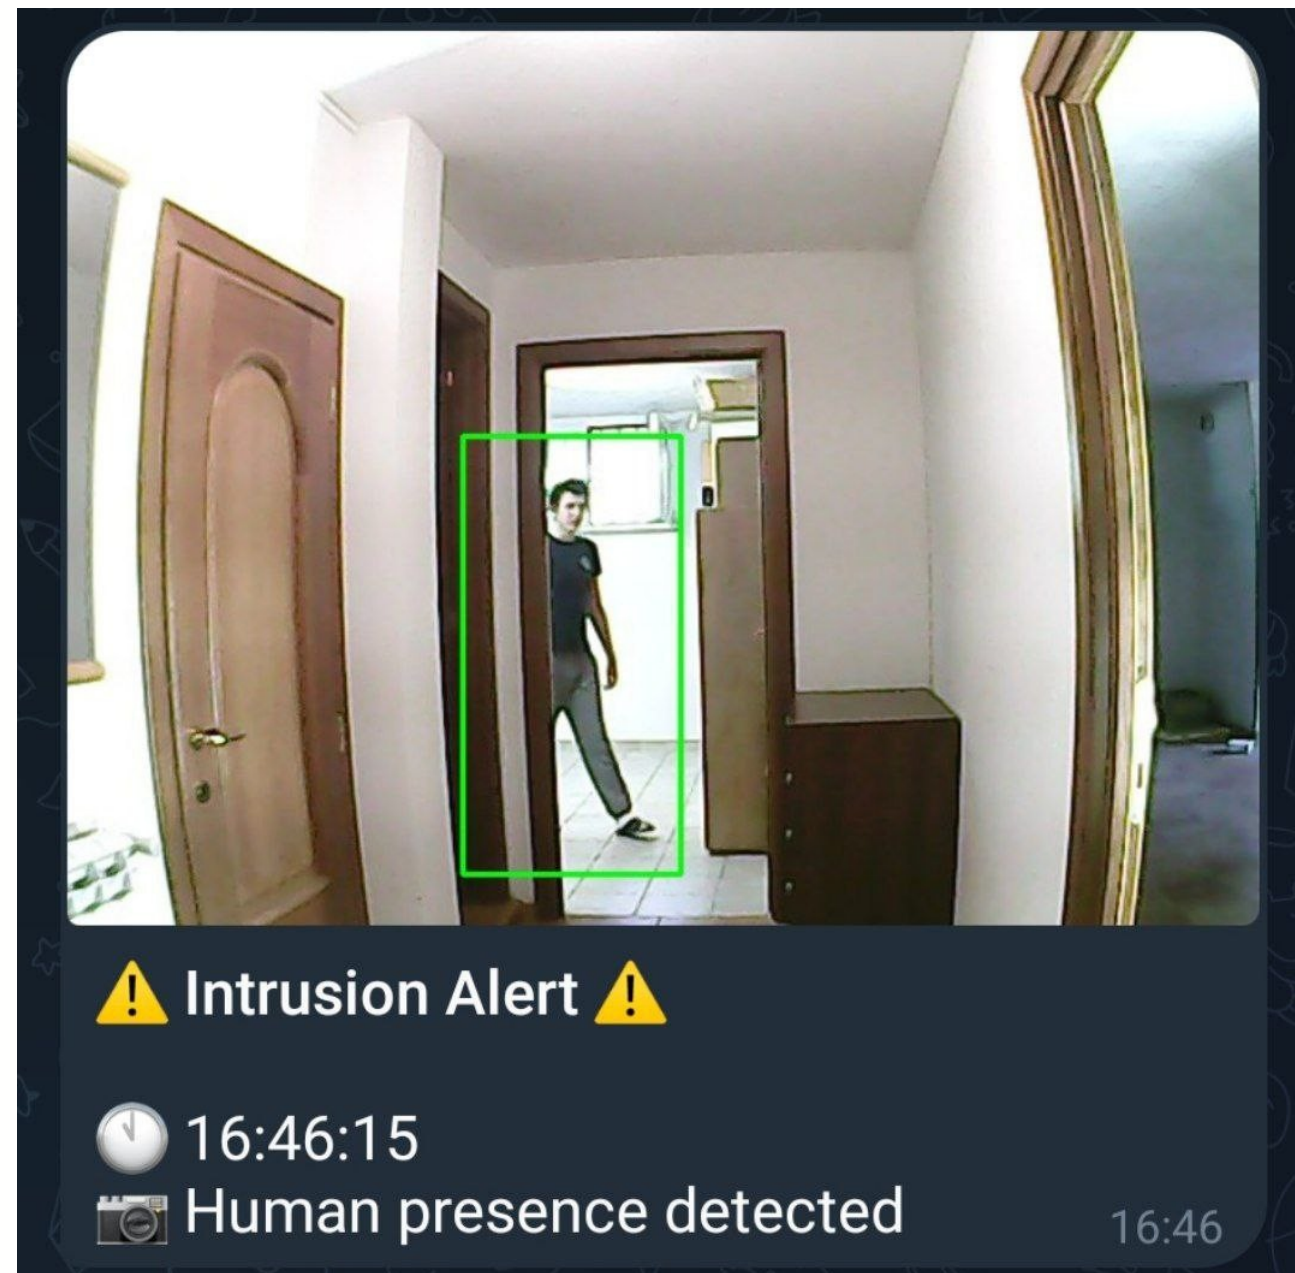 ⚠️ Intrusion Alert ⚠️
🕚 16:46:15
📷 Human presence detected
16:46